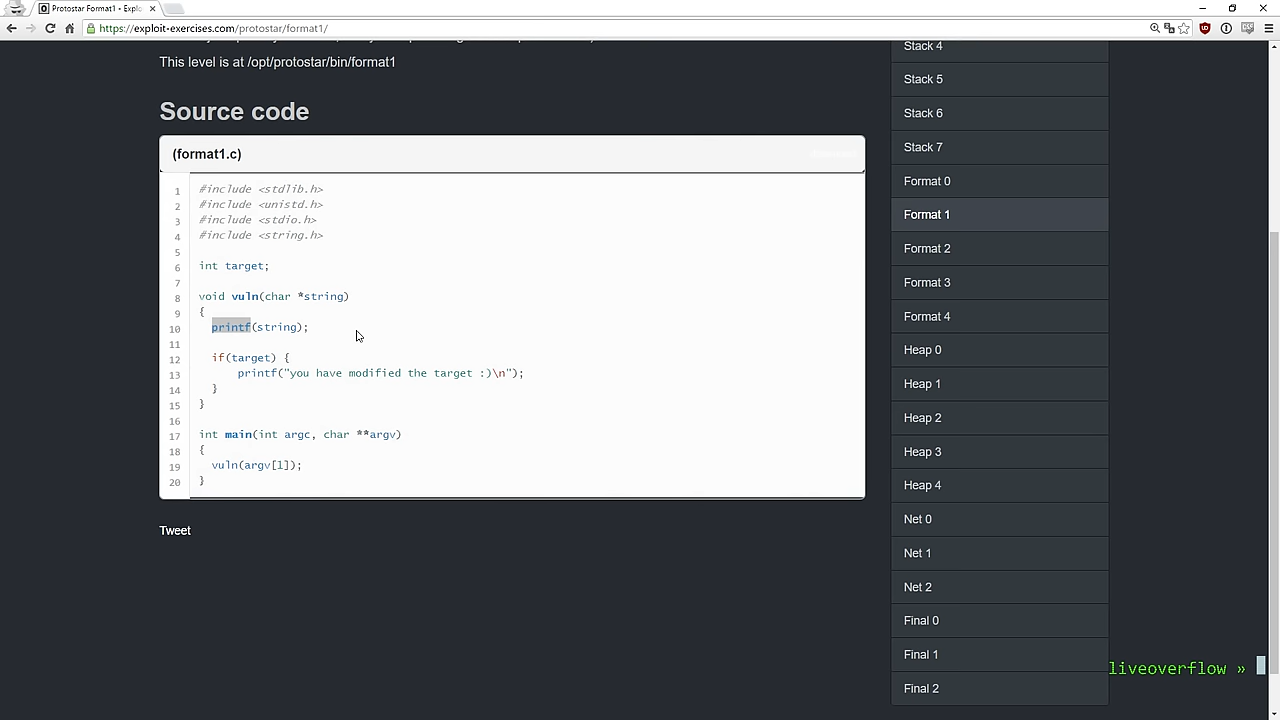 Protostar Format1 • Explo
https://exploit-exercises.com/protostar/format1/
This level is at /opt/protostar/bin/format1
Source code
(format1.c)
1 #include <stdlib.h>
2 #include <unistd.h>
3 #include <stdio.h>
4 #include <string.h>
5
6 int target;
7
8 void vuln(char *string)
9 {
10 printf(string);
11
12 if(target) {
13 printf("you have modified the target :)\n");
14 }
15 }
16
17 int main(int argc, char **argv)
18 {
19 vuln(argv[1]);
20 }
Tweet
Stack 4
Stack 5
Stack 6
Stack 7
Format 0
Format 1
Format 2
Format 3
Format 4
Heap 0
Heap 1
Heap 2
Heap 3
Heap 4
Net 0
Net 1
Net 2
Final 0
Final 1
Final 2
liveoverflow »